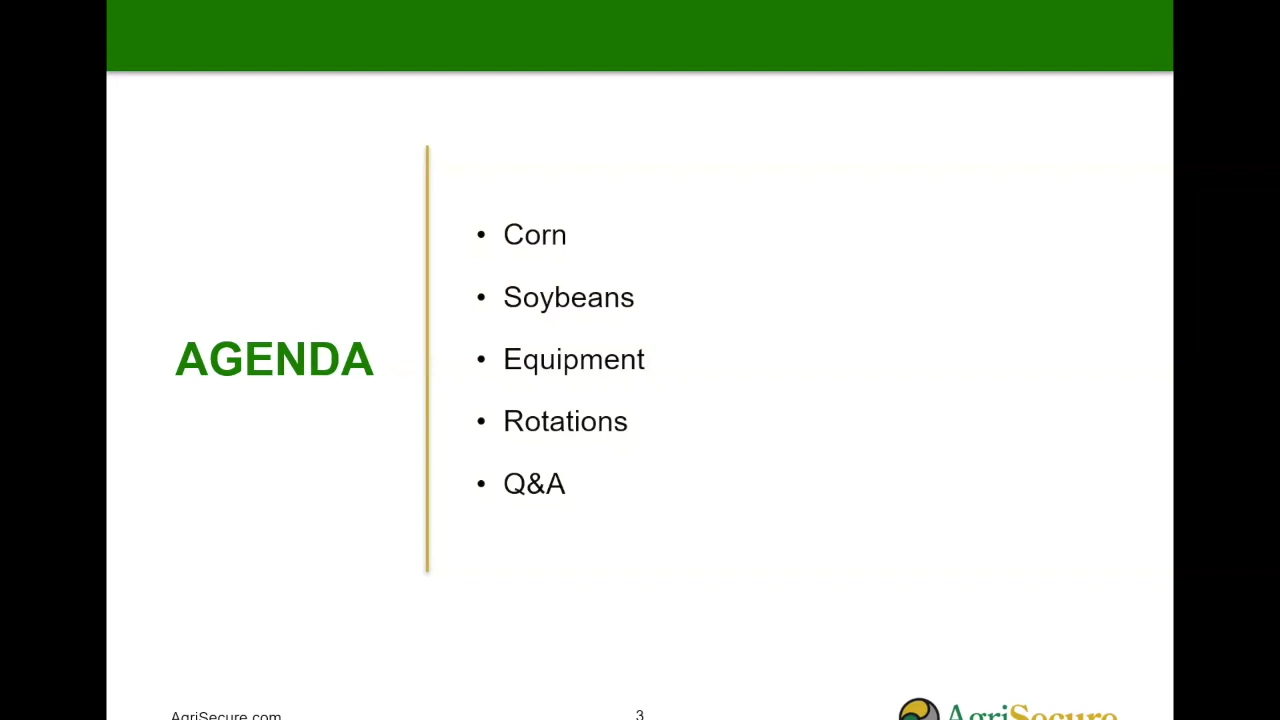 AGENDA
• Corn
• Soybeans
• Equipment
• Rotations
• Q&A
AgriSecure.com
3
AgriSecure